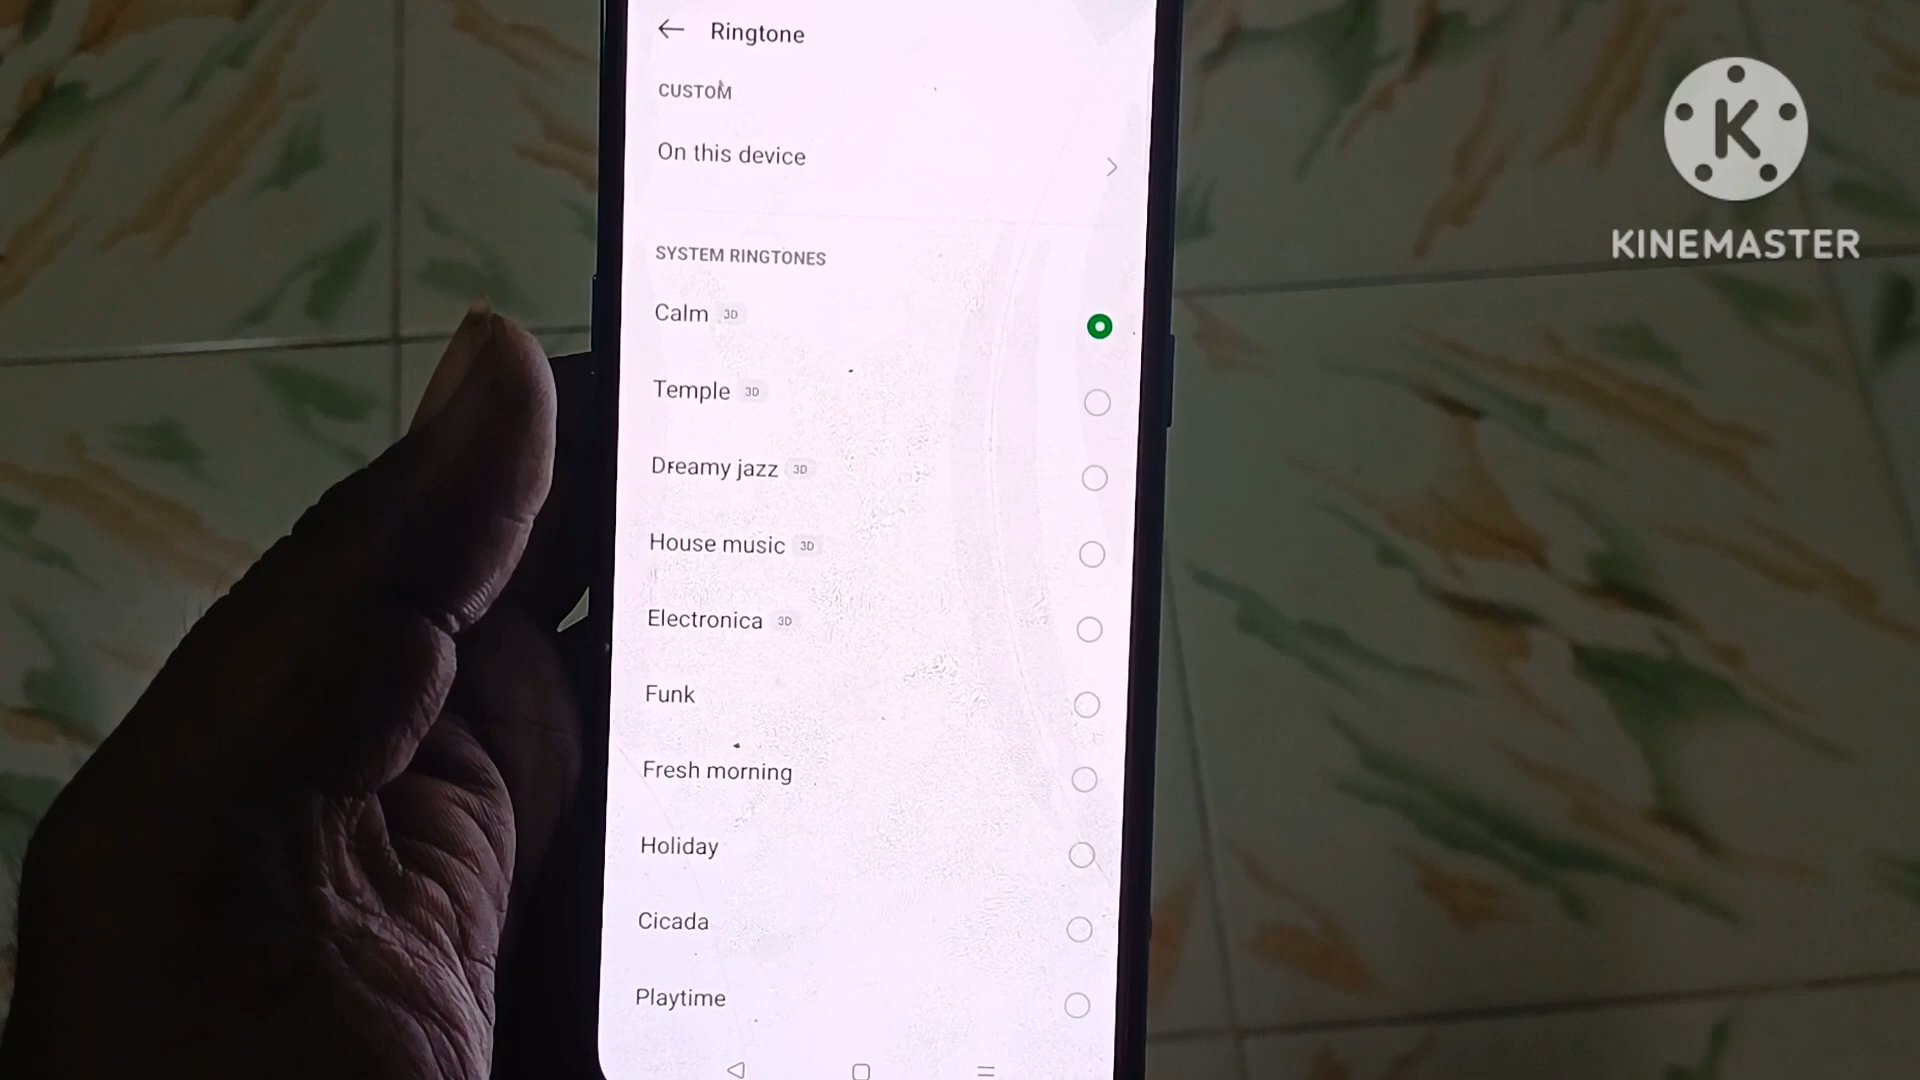 Ringtone
CUSTOM
On this device
SYSTEM RINGTONES
Calm 3D
Temple 3D
Dreamy jazz 3D
House music 3D
Electronica 3D
Funk
Fresh morning
Holiday
Cicada
Playtime
K
KINEMASTER